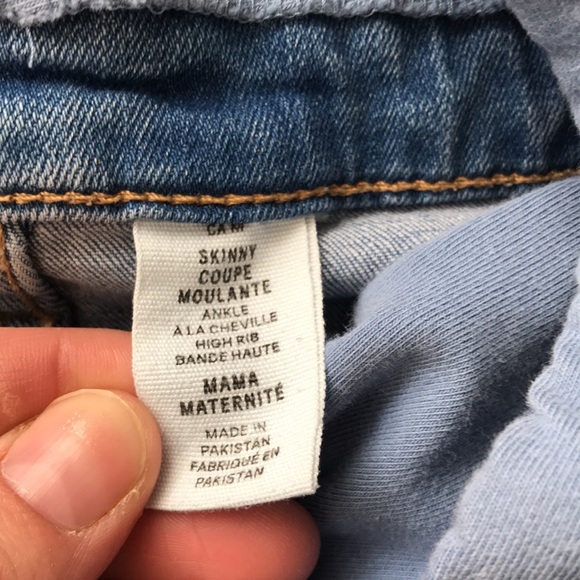 CA M
SKINNY
COUPE
MOULANTE
ANKLE
À LA CHEVILLE
HIGH RIB
BANDE HAUTE
MAMA
MATERNITÉ
MADE IN
PAKISTAN
FABRIQUÉ EN
PAKISTAN